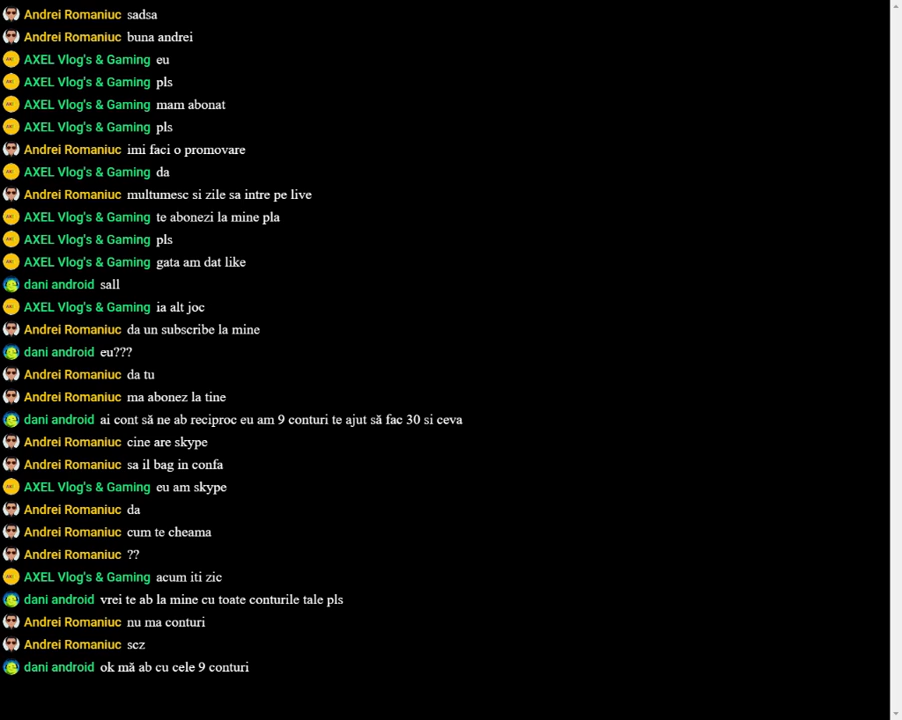 Andrei Romaniuc sadsa
Andrei Romaniuc buna andrei
AXEL Vlog's & Gaming eu
AXEL Vlog's & Gaming pls
AXEL Vlog's & Gaming mam abonat
AXEL Vlog's & Gaming pls
Andrei Romaniuc imi faci o promovare
AXEL Vlog's & Gaming da
Andrei Romaniuc multumesc si zile sa intre pe live
AXEL Vlog's & Gaming te abonezi la mine pla
AXEL Vlog's & Gaming pls
AXEL Vlog's & Gaming gata am dat like
dani android sall
AXEL Vlog's & Gaming ia alt joc
Andrei Romaniuc da un subscribe la mine
dani android eu???
Andrei Romaniuc da tu
Andrei Romaniuc ma abonez la tine
dani android ai cont să ne ab reciproc eu am 9 conturi te ajut să fac 30 si ceva
Andrei Romaniuc cine are skype
Andrei Romaniuc sa il bag in confa
AXEL Vlog's & Gaming eu am skype
Andrei Romaniuc da
Andrei Romaniuc cum te cheama
Andrei Romaniuc ??
AXEL Vlog's & Gaming acum iti zic
dani android vrei te ab la mine cu toate conturile tale pls
Andrei Romaniuc nu ma conturi
Andrei Romaniuc scz
dani android ok mă ab cu cele 9 conturi